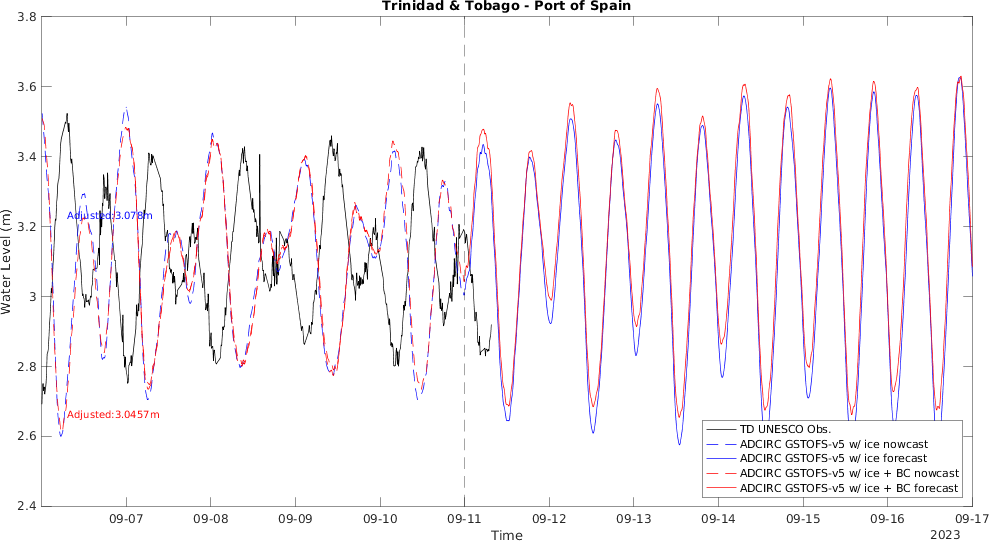 Trinidad & Tobago - Port of Spain
Water Level (m)
3.8
3.6
3.4
3.2
3
2.8
2.6
2.4
Adjusted:3.078m
Adjusted:3.0457m
TD UNESCO Obs.
ADCIRC GSTOFS-v5 w/ ice nowcast
ADCIRC GSTOFS-v5 w/ ice forecast
ADCIRC GSTOFS-v5 w/ ice + BC nowcast
ADCIRC GSTOFS-v5 w/ ice + BC forecast
09-07 09-08 09-09 09-10 09-11 09-12 09-13 09-14 09-15 09-16 09-17
Time
2023